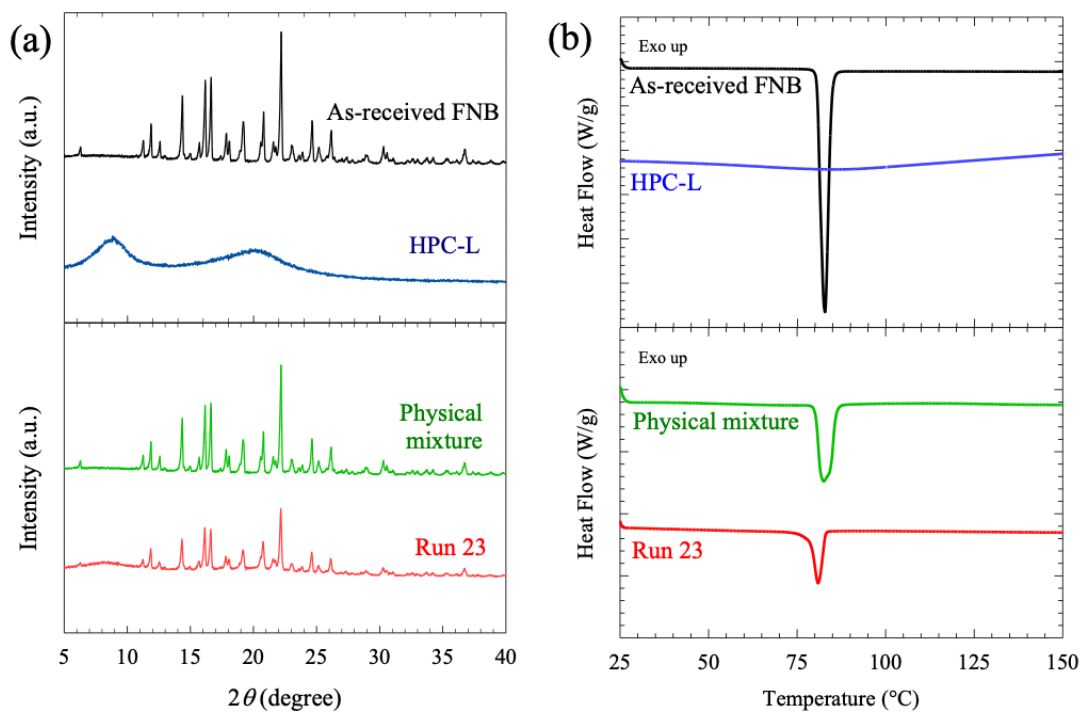 (a)
As-received FNB
HPC-L
Intensity (a.u.)
Physical
mixture
Run 23
Intensity (a.u.)
5 10 15 20 25 30 35 40
2θ (degree)
(b)
Exo up
As-received FNB
HPC-L
Heat Flow (W/g)
Exo up
Physical mixture
Run 23
Heat Flow (W/g)
25 50 75 100 125 150
Temperature (°C)